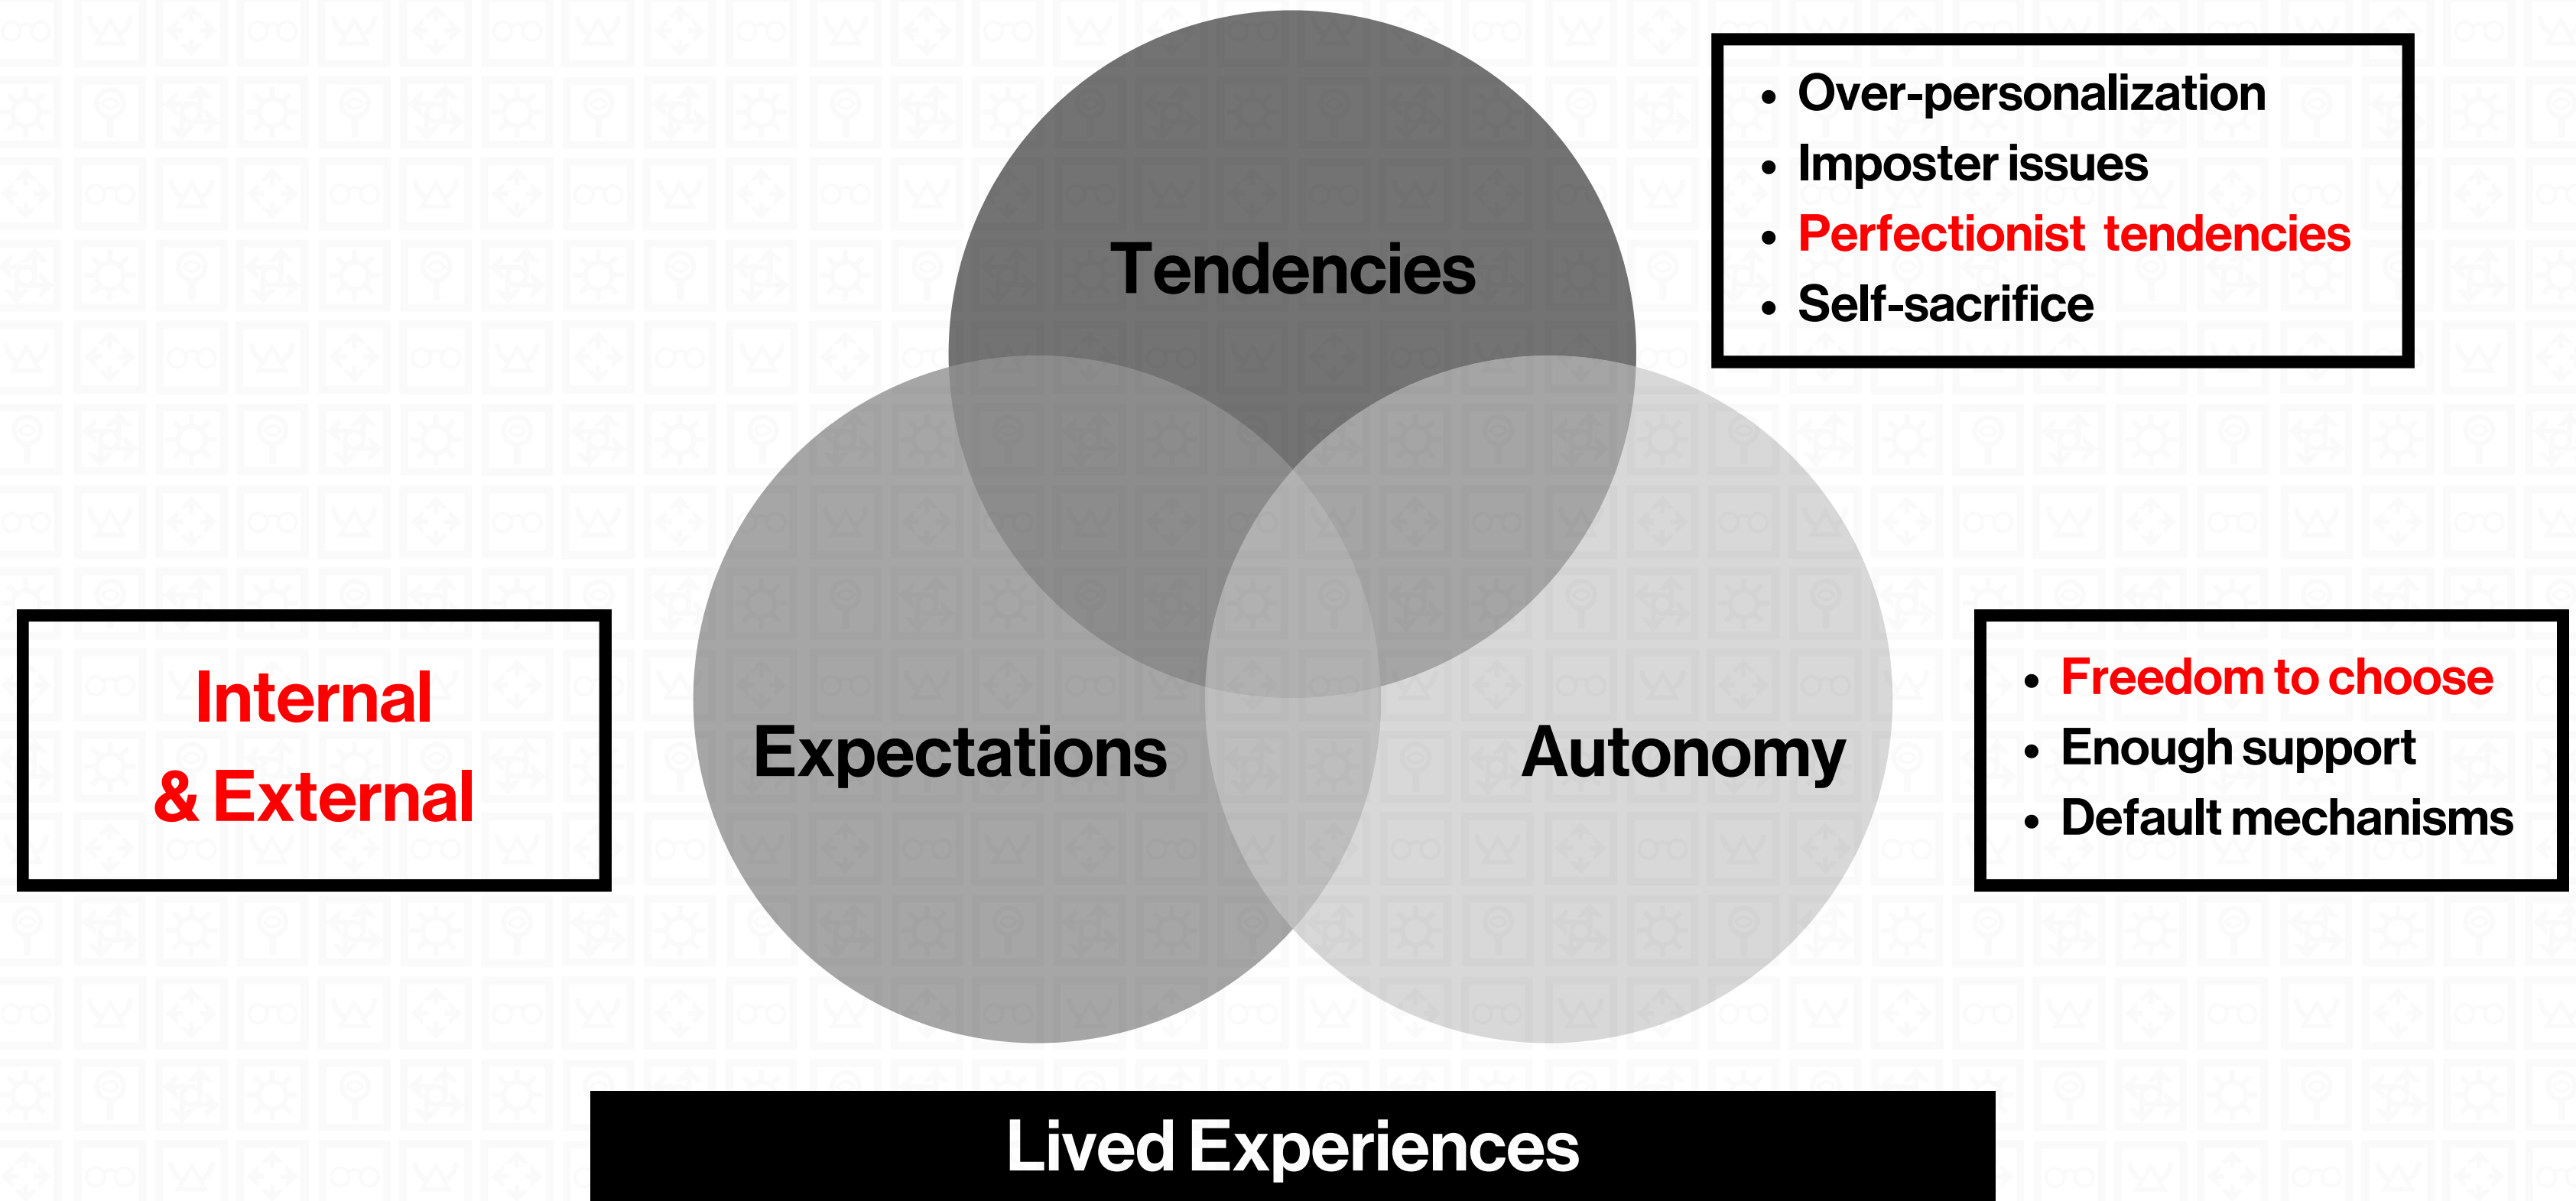 Tendencies
• Over-personalization
• Imposter issues
• Perfectionist tendencies
• Self-sacrifice
Internal
& External
Expectations
Autonomy
• Freedom to choose
• Enough support
• Default mechanisms
Lived Experiences